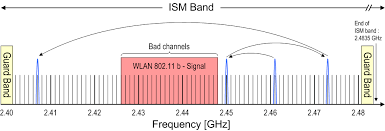 ISM Band
End of
ISM band :
2.4835 GHz
Bad channels
WLAN 802.11 b - Signal
Guard Band
Guard Band
2.40 2.41 2.42 2.43 2.44 2.45 2.46 2.47 2.48
Frequency [GHz]